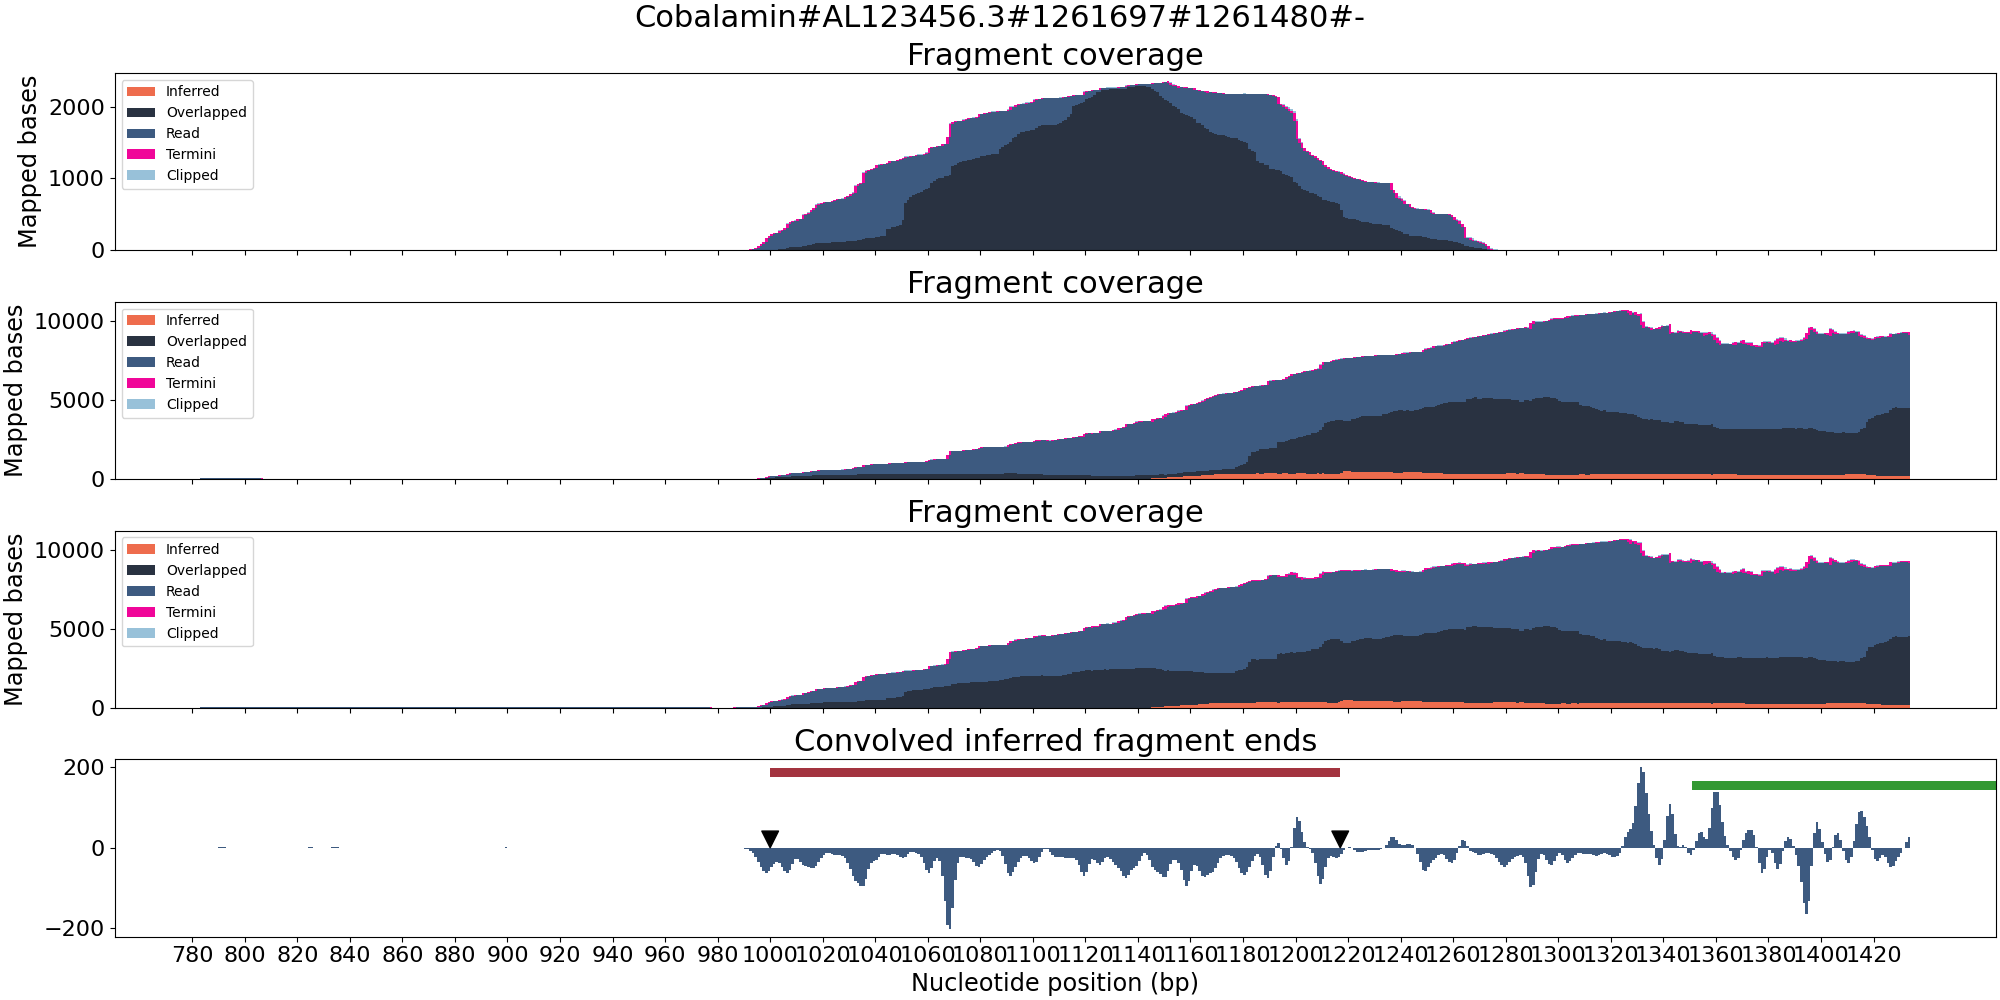 Cobalamin#AL123456.3#1261697#1261480#-
Fragment coverage
Mapped bases
2000
1000
0
Inferred
Overlapped
Read
Termini
Clipped
Fragment coverage
Mapped bases
10000
5000
0
Inferred
Overlapped
Read
Termini
Clipped
Fragment coverage
Mapped bases
10000
5000
0
Inferred
Overlapped
Read
Termini
Clipped
Convolved inferred fragment ends
200
0
−200
780 800 820 840 860 880 900 920 940 960 980 1000 1020 1040 1060 1080 1100 1120 1140 1160 1180 1200 1220 1240 1260 1280 1300 1320 1340 1360 1380 1400 1420
Nucleotide position (bp)